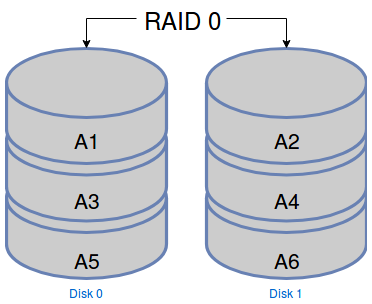 RAID 0
A1 A2
A3 A4
A5 A6
Disk 0 Disk 1